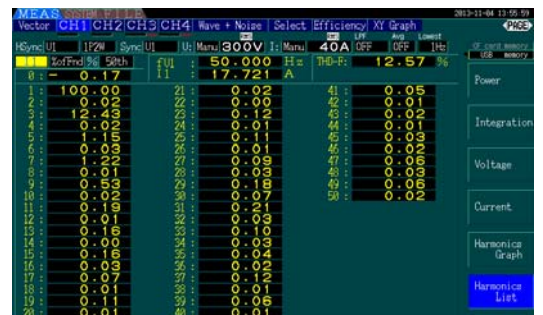 MEAS SYSTEM FILE 2013-11-04 13:55:59
Vector CH1 CH2 CH3 CH4 Wave + Noise Select Efficiency XY Graph PAGE
LPF Avg Lowest
HSync U1 1P2W Sync U1 U: Manu 300V I: Manu 40A OFF OFF 1Hz
USB memory
%ofFnd % 50th fU1 : 50.000 Hz THD-F: 12.57 %
0 : - 0.17 I1 : 17.721 A
Power
1 : 100.00 21 : 0.02 41 : 0.05
2 : 0.02 22 : 0.00 42 : 0.01
3 : 12.43 23 : 0.12 43 : 0.02
4 : 0.02 24 : 0.01 44 : 0.01
Integration
5 : 1.15 25 : 0.11 45 : 0.03
6 : 0.03 26 : 0.01 46 : 0.02
7 : 1.22 27 : 0.09 47 : 0.06
Voltage
8 : 0.01 28 : 0.03 48 : 0.03
9 : 0.53 29 : 0.18 49 : 0.06
10 : 0.02 30 : 0.07 50 : 0.02
11 : 0.19 31 : 0.21
Current
12 : 0.01 32 : 0.03
13 : 0.16 33 : 0.10
14 : 0.00 34 : 0.03
Harmonics
15 : 0.16 35 : 0.04
Graph
16 : 0.03 36 : 0.02
17 : 0.07 37 : 0.12
18 : 0.01 38 : 0.01
Harmonics
19 : 0.11 39 : 0.06
List
20 : 0.01 40 : 0.01